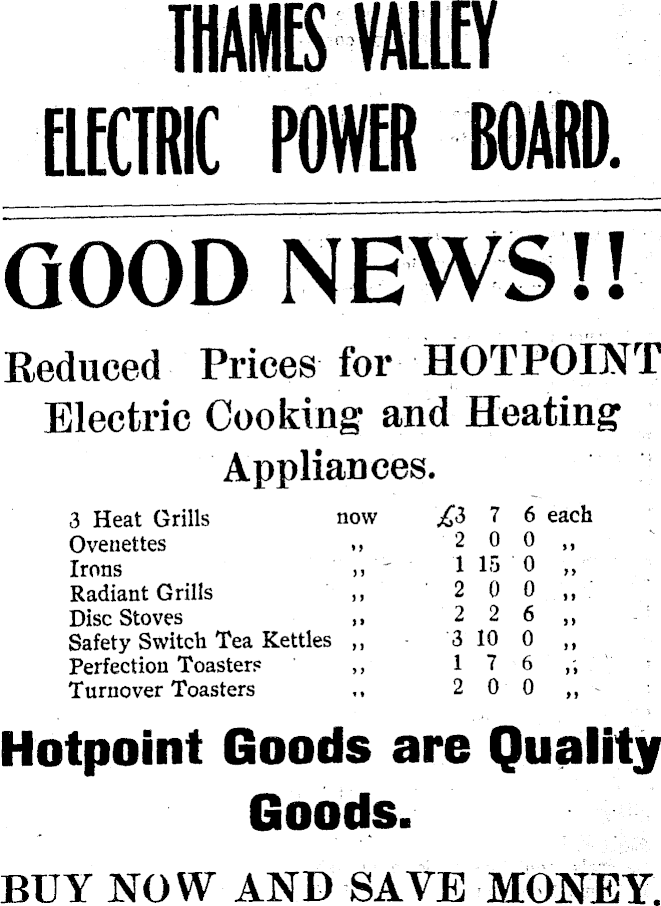 THAMES VALLEY
ELECTRIC POWER BOARD.
GOOD NEWS!!
Reduced Prices for HOTPOINT
Electric Cooking and Heating
Appliances.
3 Heat Grills now £3 7 6 each
Ovenettes ,, 2 0 0 ,,
Irons ,, 1 15 0 ,,
Radiant Grills ,, 2 0 0 ,,
Disc Stoves ,, 2 2 6 ,,
Safety Switch Tea Kettles ,, 3 10 0 ,,
Perfection Toasters ,, 1 7 6 ,,
Turnover Toasters ,, 2 0 0 ,,
Hotpoint Goods are Quality
Goods.
BUY NOW AND SAVE MONEY.